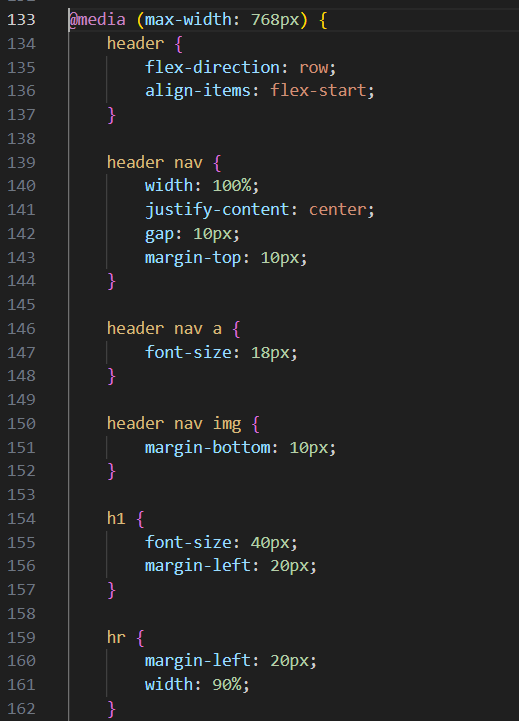 133 @media (max-width: 768px) {
134 header {
135 flex-direction: row;
136 align-items: flex-start;
137 }
138
139 header nav {
140 width: 100%;
141 justify-content: center;
142 gap: 10px;
143 margin-top: 10px;
144 }
145
146 header nav a {
147 font-size: 18px;
148 }
149
150 header nav img {
151 margin-bottom: 10px;
152 }
153
154 h1 {
155 font-size: 40px;
156 margin-left: 20px;
157 }
158
159 hr {
160 margin-left: 20px;
161 width: 90%;
162 }